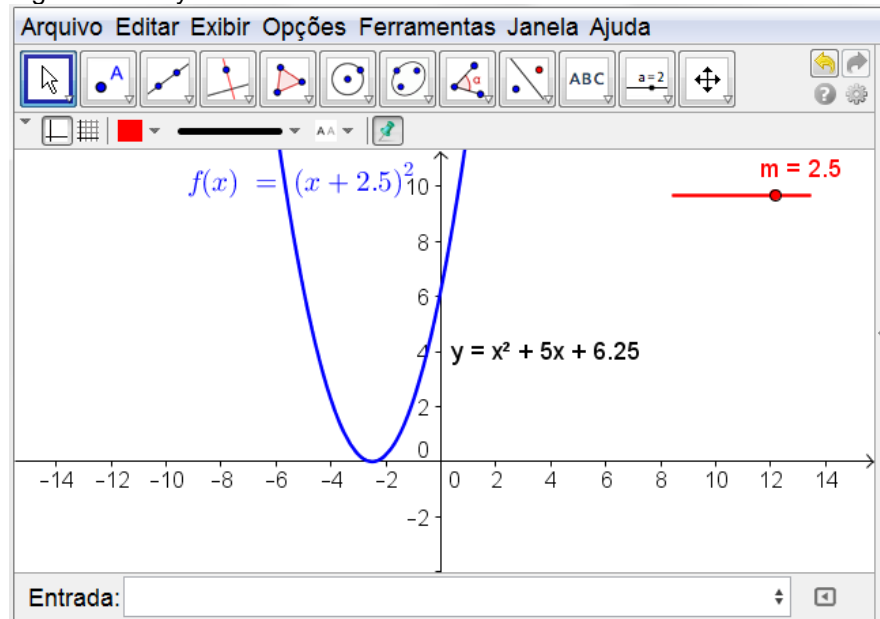 Arquivo Editar Exibir Opções Ferramentas Janela Ajuda
A α ABC a=2
AA
m = 2.5
f(x) = (x + 2.5)²
10
8
6
4
y = x² + 5x + 6.25
2
0
−14 −12 −10 −8 −6 −4 −2 0 2 4 6 8 10 12 14
−2
Entrada: